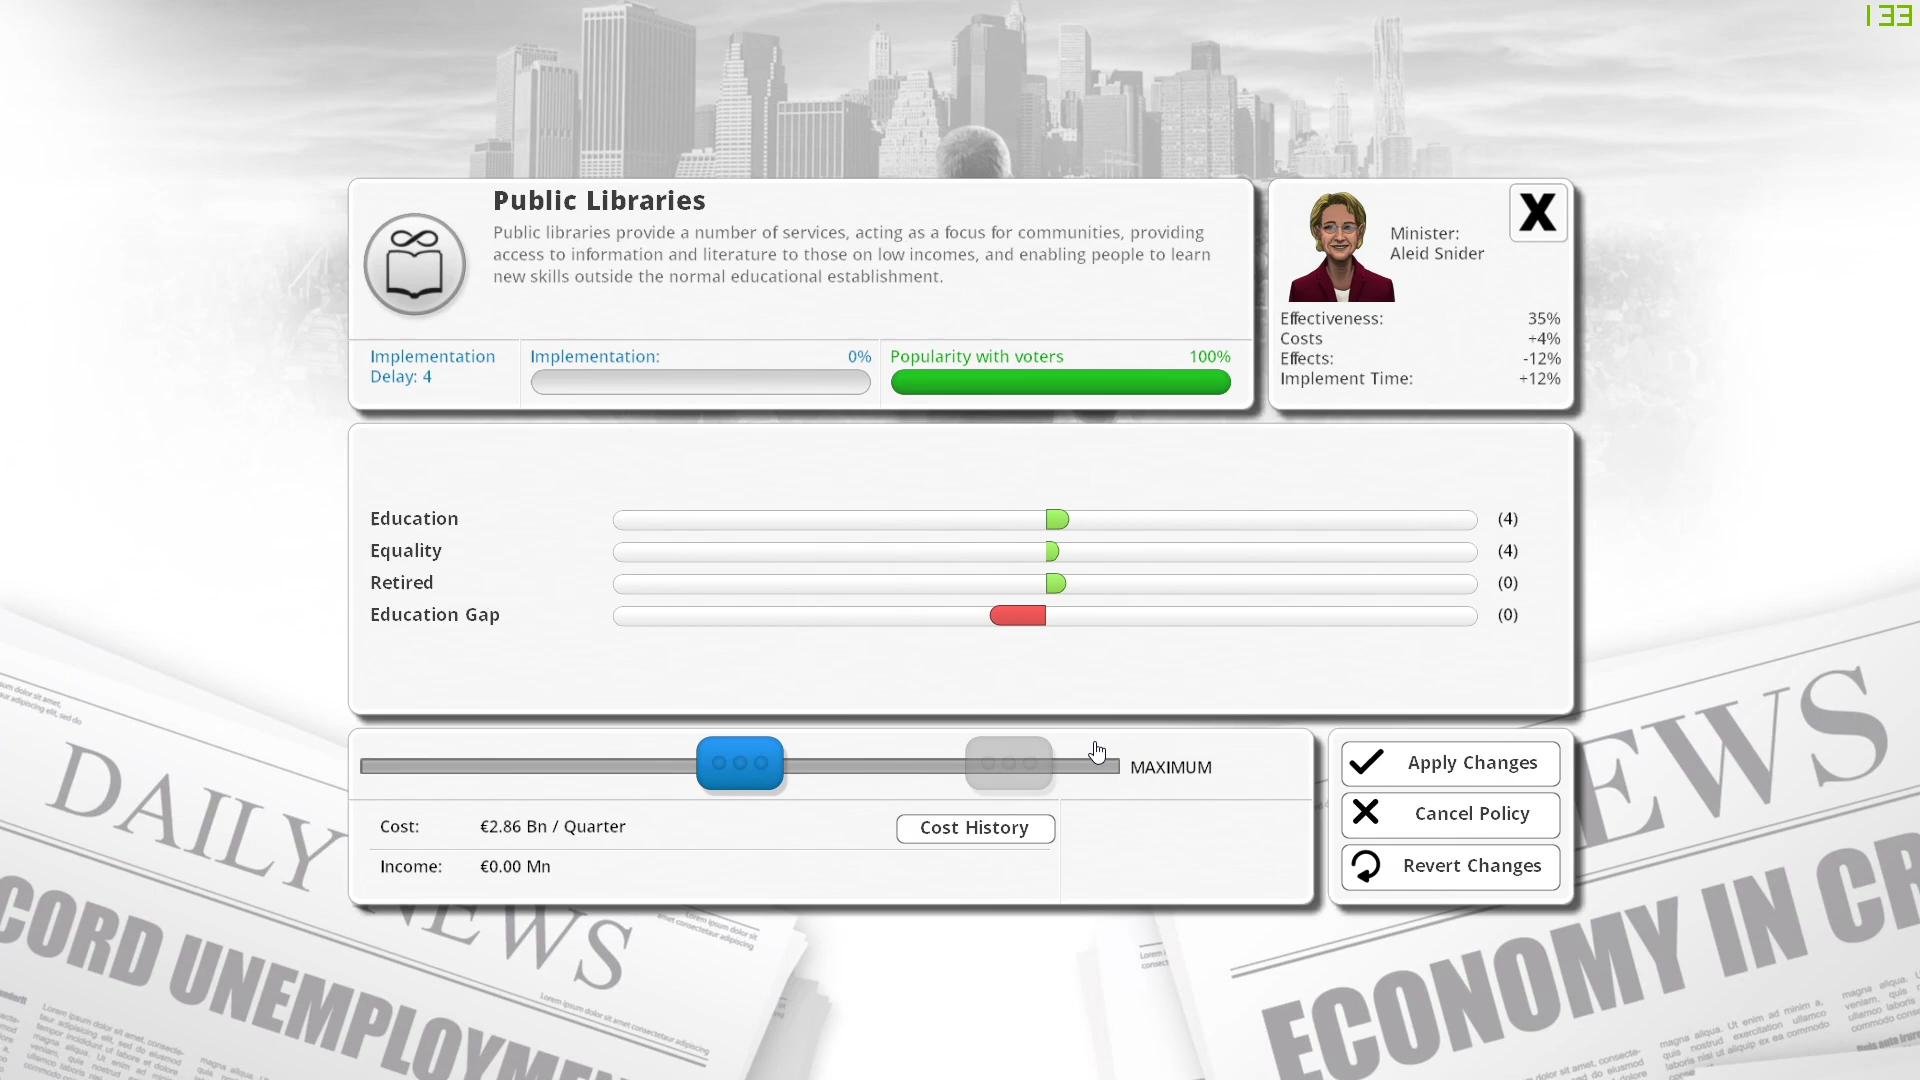 133
Public Libraries
Public libraries provide a number of services, acting as a focus for communities, providing
access to information and literature to those on low incomes, and enabling people to learn
new skills outside the normal educational establishment.
Minister:
Aleid Snider
X
Effectiveness: 35%
Costs +4%
Effects: -12%
Implement Time: +12%
Implementation
Delay: 4
Implementation: 0%
Popularity with voters 100%
Education (4)
Equality (4)
Retired (0)
Education Gap (0)
MAXIMUM
Cost: €2.86 Bn / Quarter
Cost History
Income: €0.00 Mn
Apply Changes
Cancel Policy
Revert Changes
DAILY NEWS
CORD UNEMPLOYME
EWS
ECONOMY IN CR